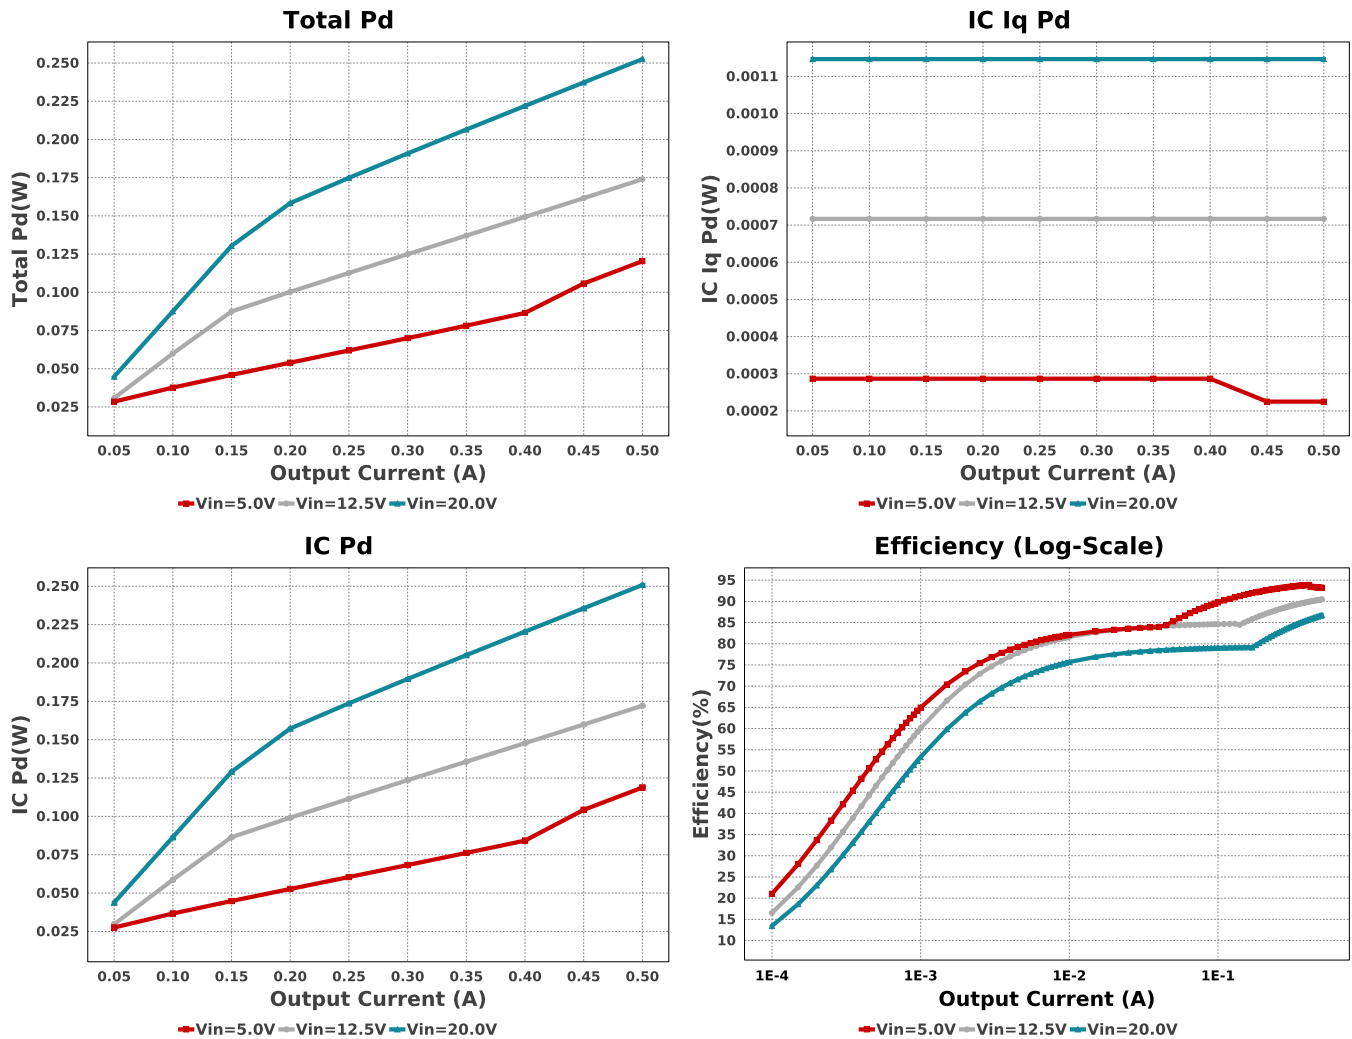 Total Pd
0.250
0.225
0.200
0.175
0.150
0.125
0.100
0.075
0.050
0.025
Total Pd(W)
0.05 0.10 0.15 0.20 0.25 0.30 0.35 0.40 0.45 0.50
Output Current (A)
Vin=5.0V Vin=12.5V Vin=20.0V
IC Iq Pd
0.0011
0.0010
0.0009
0.0008
0.0007
0.0006
0.0005
0.0004
0.0003
0.0002
IC Iq Pd(W)
0.05 0.10 0.15 0.20 0.25 0.30 0.35 0.40 0.45 0.50
Output Current (A)
Vin=5.0V Vin=12.5V Vin=20.0V
IC Pd
0.250
0.225
0.200
0.175
0.150
0.125
0.100
0.075
0.050
0.025
IC Pd(W)
0.05 0.10 0.15 0.20 0.25 0.30 0.35 0.40 0.45 0.50
Output Current (A)
Vin=5.0V Vin=12.5V Vin=20.0V
Efficiency (Log-Scale)
95
90
85
80
75
70
65
60
55
50
45
40
35
30
25
20
15
10
Efficiency(%)
1E-4 1E-3 1E-2 1E-1
Output Current (A)
Vin=5.0V Vin=12.5V Vin=20.0V